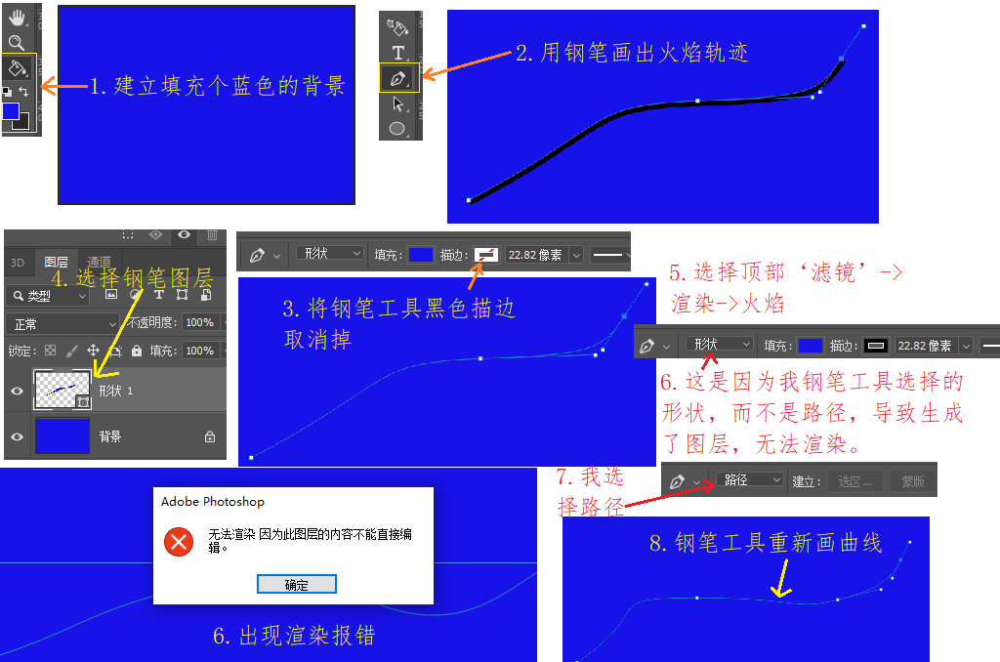 1.建立填充个蓝色的背景
T
2.用钢笔画出火焰轨迹
3D 图层 通道
4.选择钢笔图层
类型
正常 不透明度: 100%
锁定: 填充: 100%
形状 1
背景
形状 填充: 描边: 22.82 像素
3.将钢笔工具黑色描边
取消掉
5.选择顶部‘滤镜’->
渲染->火焰
形状 填充: 描边: 22.82 像素
6.这是因为我钢笔工具选择的
形状，而不是路径，导致生成
了图层，无法渲染。
7.我选
择路径
路径 建立: 选区... 蒙版
Adobe Photoshop
无法渲染 因为此图层的内容不能直接编
辑。
确定
6.出现渲染报错
8.钢笔工具重新画曲线